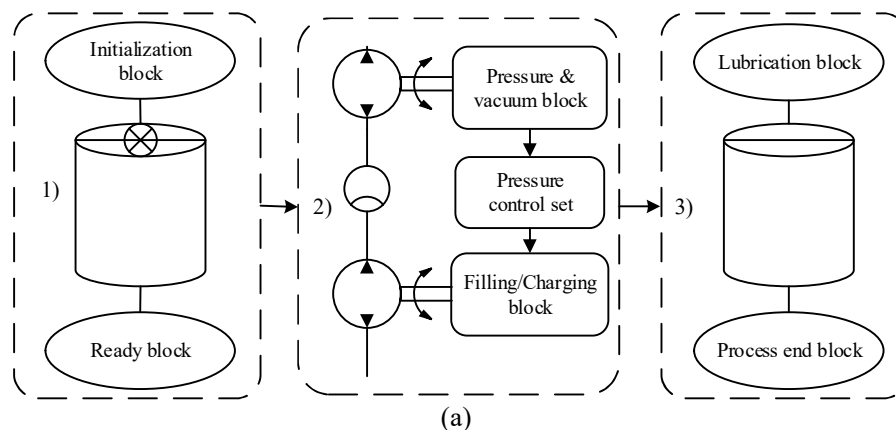 Initialization
block
1)
Ready block
2)
Pressure &
vacuum block
Pressure
control set
Filling/Charging
block
3)
Lubrication block
Process end block
(a)